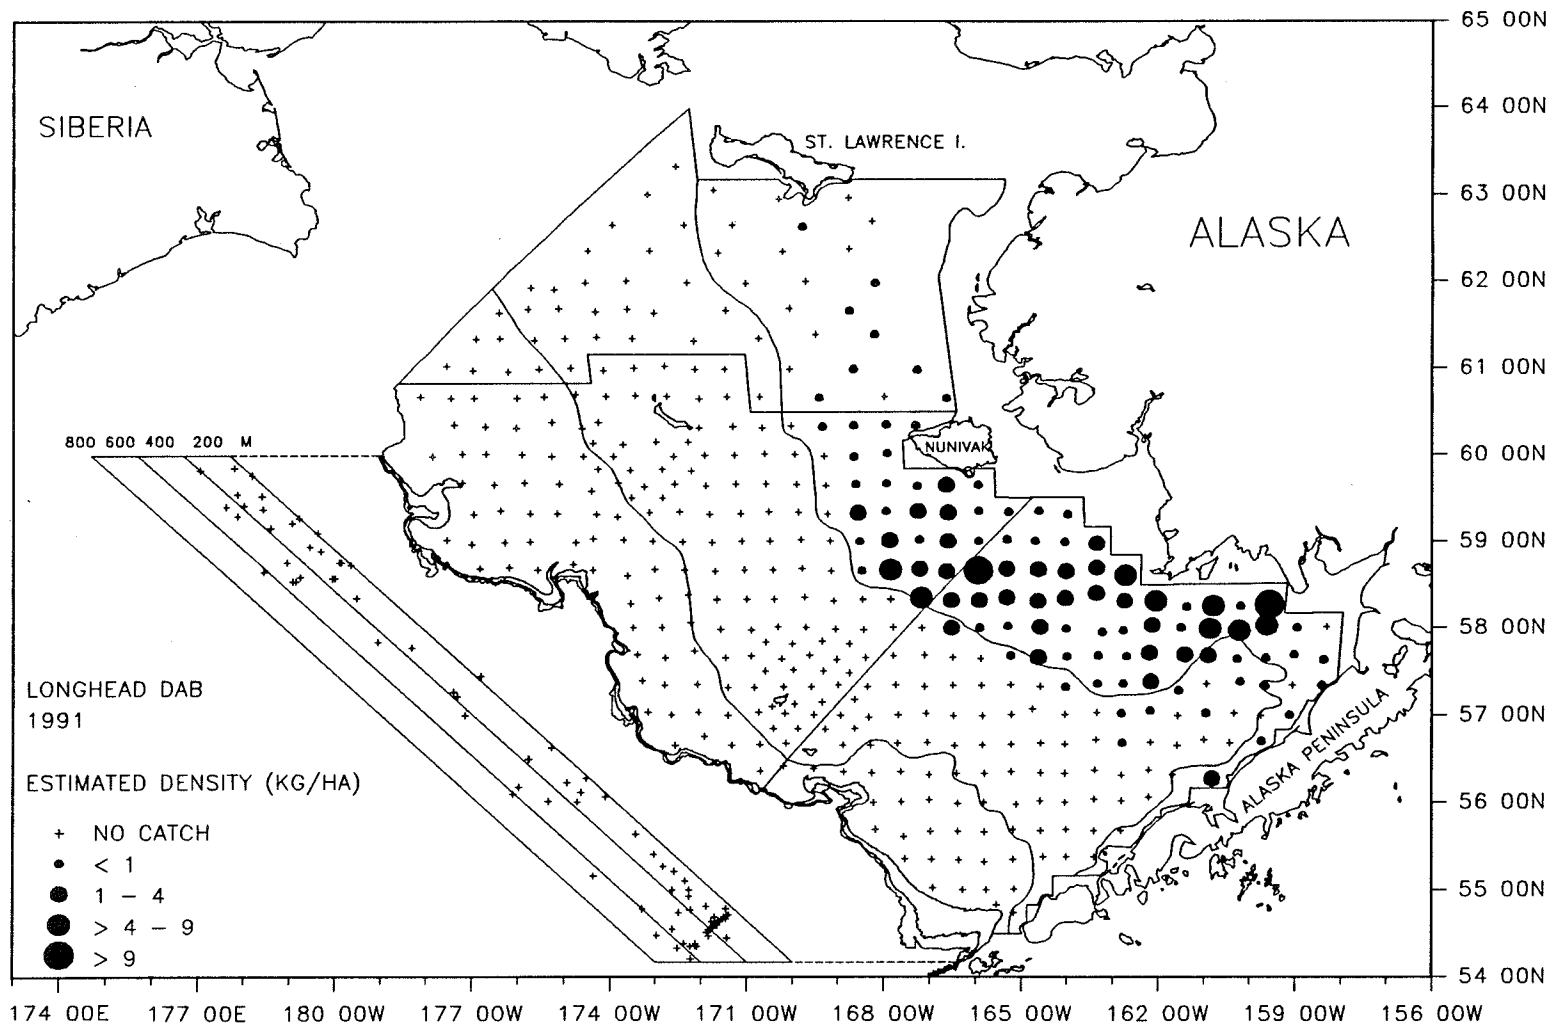 65 00N
64 00N
SIBERIA
ST. LAWRENCE I.
63 00N
ALASKA
62 00N
61 00N
800 600 400 200 M
NUNIVAK
60 00N
59 00N
58 00N
LONGHEAD DAB
1991
57 00N
ALASKA PENINSULA
ESTIMATED DENSITY (KG/HA)
56 00N
+ NO CATCH
< 1
1 – 4
> 4 – 9
> 9
55 00N
54 00N
174 00E 177 00E 180 00W 177 00W 174 00W 171 00W 168 00W 165 00W 162 00W 159 00W 156 00W